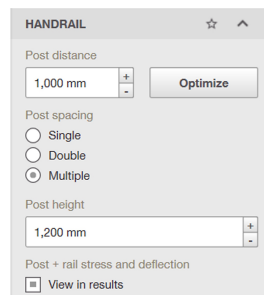 HANDRAIL
Post distance
1,000 mm
+
-
Optimize
Post spacing
Single
Double
Multiple
Post height
1,200 mm
+
-
Post + rail stress and deflection
View in results